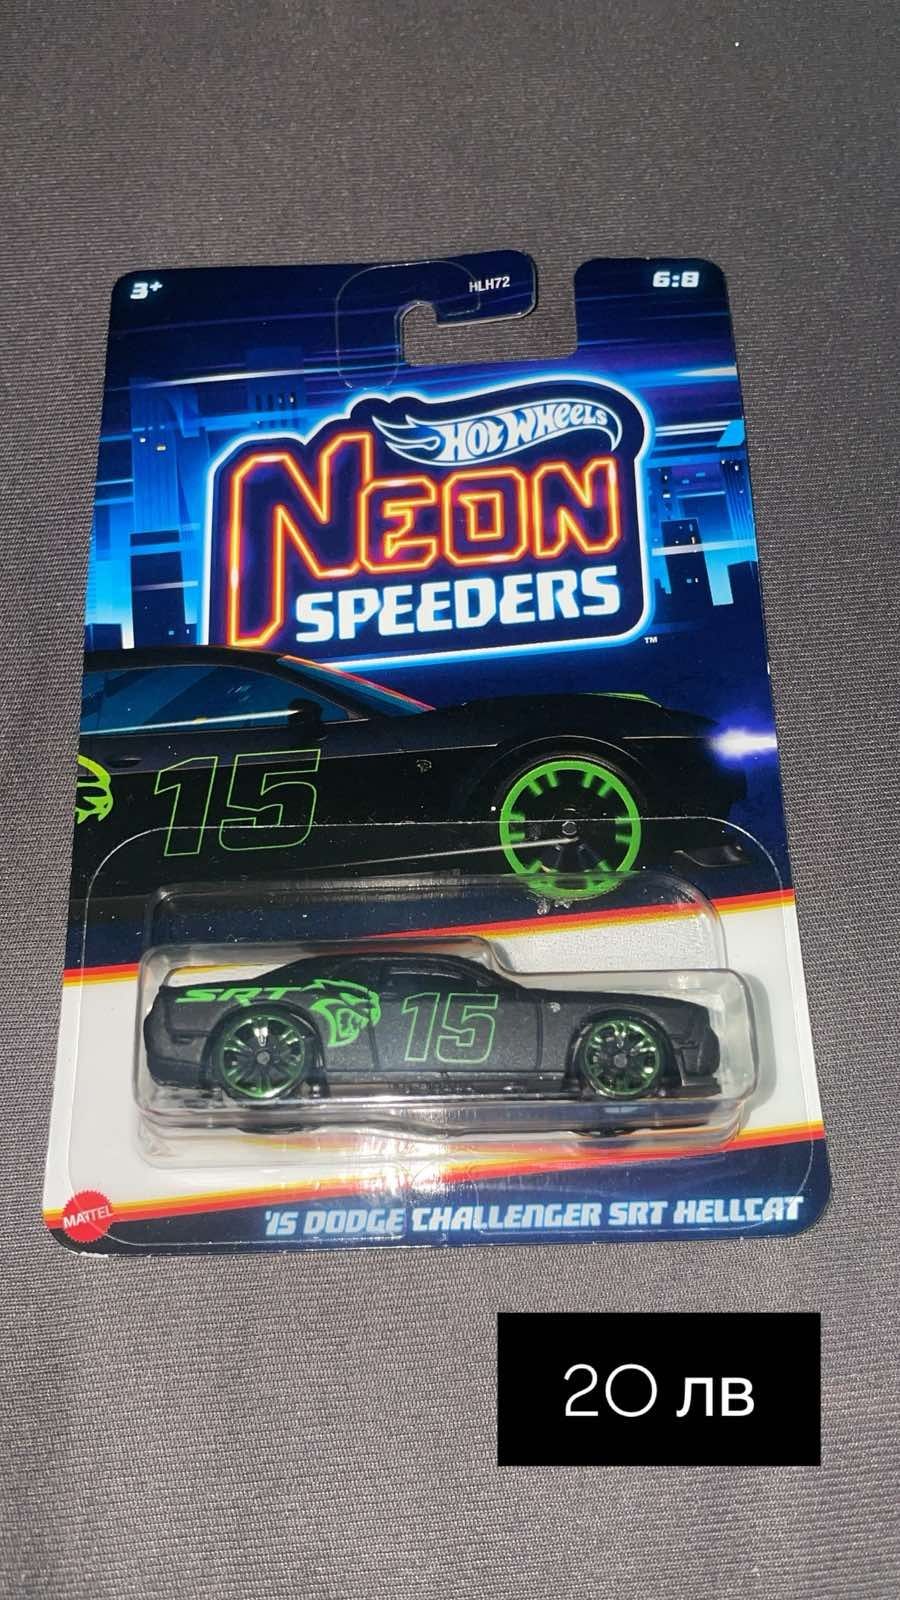 3+
HLH72
6:8
Hot Wheels
NEON
SPEEDERS
™
15
SRT
15
MATTEL
'15 DODGE CHALLENGER SRT HELLCAT
20 лв